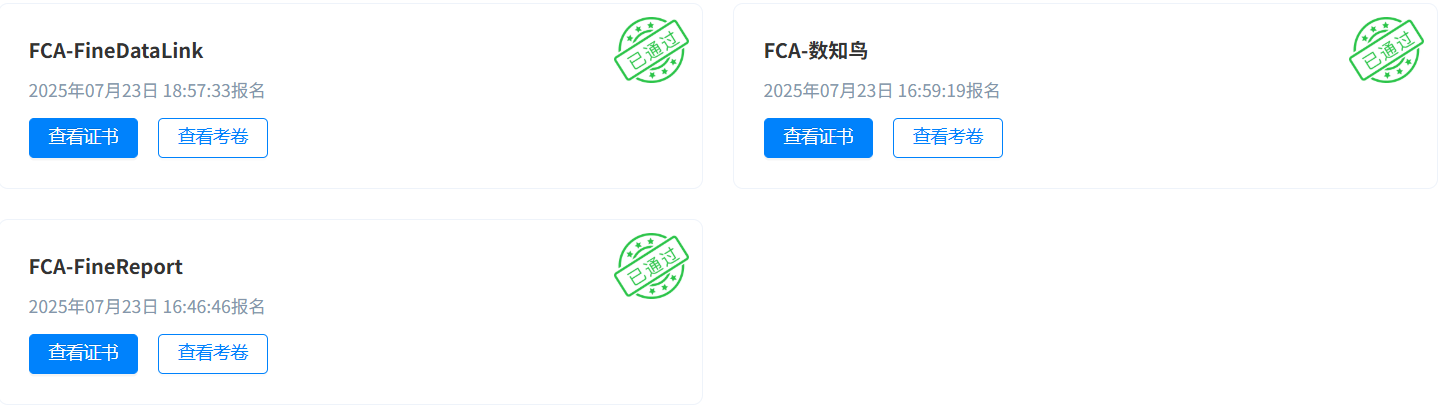 FCA-FineDataLink
已通过
2025年07月23日 18:57:33报名
查看证书 查看考卷
FCA-数知鸟
已通过
2025年07月23日 16:59:19报名
查看证书 查看考卷
FCA-FineReport
已通过
2025年07月23日 16:46:46报名
查看证书 查看考卷